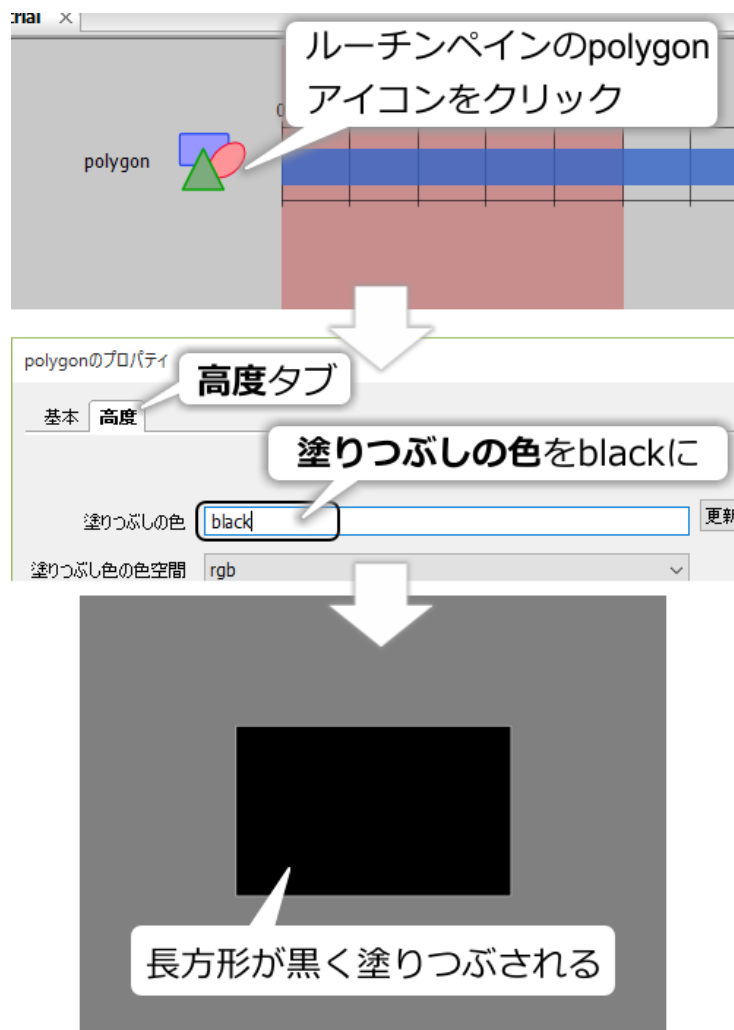 trial ×
ルーチンペインのpolygon
アイコンをクリック
0
polygon
polygonのプロパティ
高度タブ
基本 高度
塗りつぶしの色をblackに
塗りつぶしの色 black 更新
塗りつぶし色の色空間 rgb
長方形が黒く塗りつぶされる